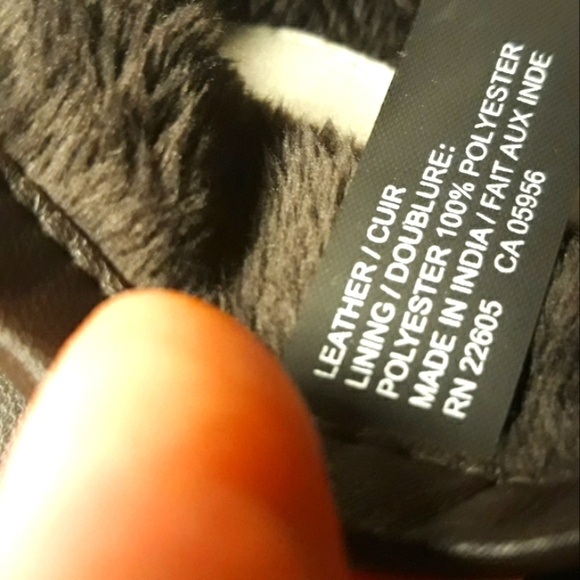 LEATHER / CUIR
LINING / DOUBLURE:
POLYESTER 100% POLYESTER
MADE IN INDIA / FAIT AUX INDE
RN 22605 CA 05956